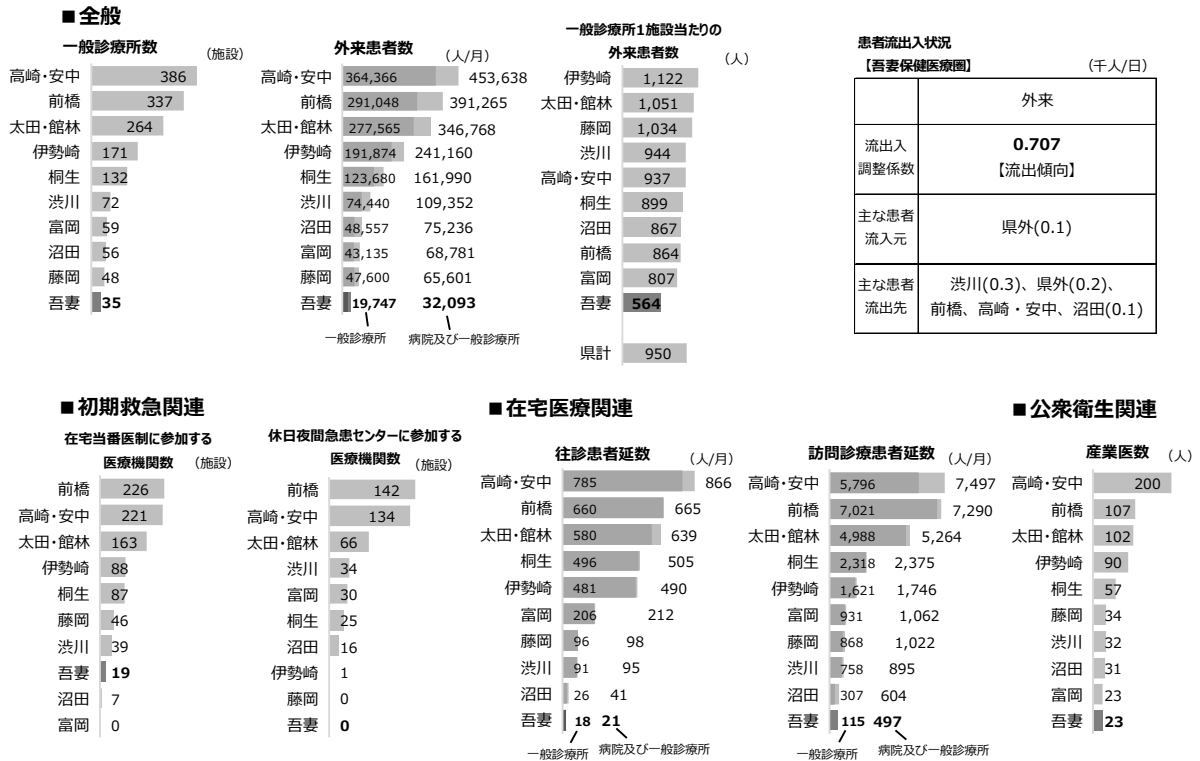 ■全般
一般診療所数 （施設）
高崎・安中 386
前橋 337
太田・館林 264
伊勢崎 171
桐生 132
渋川 72
富岡 59
沼田 56
藤岡 48
吾妻 35
外来患者数 （人/月）
高崎・安中 364,366 453,638
前橋 291,048 391,265
太田・館林 277,565 346,768
伊勢崎 191,874 241,160
桐生 123,680 161,990
渋川 74,440 109,352
沼田 48,557 75,236
富岡 43,135 68,781
藤岡 47,600 65,601
吾妻 19,747 32,093
一般診療所 病院及び一般診療所
一般診療所1施設当たりの
外来患者数 （人）
伊勢崎 1,122
太田・館林 1,051
藤岡 1,034
渋川 944
高崎・安中 937
桐生 899
沼田 867
前橋 864
富岡 807
吾妻 564
県計 950
患者流出入状況
【吾妻保健医療圏】 （千人/日）
外来
流出入
調整係数
0.707
【流出傾向】
主な患者
流入元
県外(0.1)
主な患者
流出先
渋川(0.3)、県外(0.2)、
前橋、高崎・安中、沼田(0.1)
■初期救急関連
在宅当番医制に参加する
医療機関数 （施設）
前橋 226
高崎・安中 221
太田・館林 163
伊勢崎 88
桐生 87
藤岡 46
渋川 39
吾妻 19
沼田 7
富岡 0
休日夜間急患センターに参加する
医療機関数 （施設）
前橋 142
高崎・安中 134
太田・館林 66
渋川 34
富岡 30
桐生 25
沼田 16
伊勢崎 1
藤岡 0
吾妻 0
■在宅医療関連
往診患者延数 （人/月）
高崎・安中 785 866
前橋 660 665
太田・館林 580 639
桐生 496 505
伊勢崎 481 490
富岡 206 212
藤岡 96 98
渋川 91 95
沼田 26 41
吾妻 18 21
一般診療所 病院及び一般診療所
訪問診療患者延数 （人/月）
高崎・安中 5,796 7,497
前橋 7,021 7,290
太田・館林 4,988 5,264
桐生 2,318 2,375
伊勢崎 1,621 1,746
富岡 931 1,062
藤岡 868 1,022
渋川 758 895
沼田 307 604
吾妻 115 497
一般診療所 病院及び一般診療所
■公衆衛生関連
産業医数 （人）
高崎・安中 200
前橋 107
太田・館林 102
伊勢崎 90
桐生 57
藤岡 34
渋川 32
沼田 31
富岡 23
吾妻 23